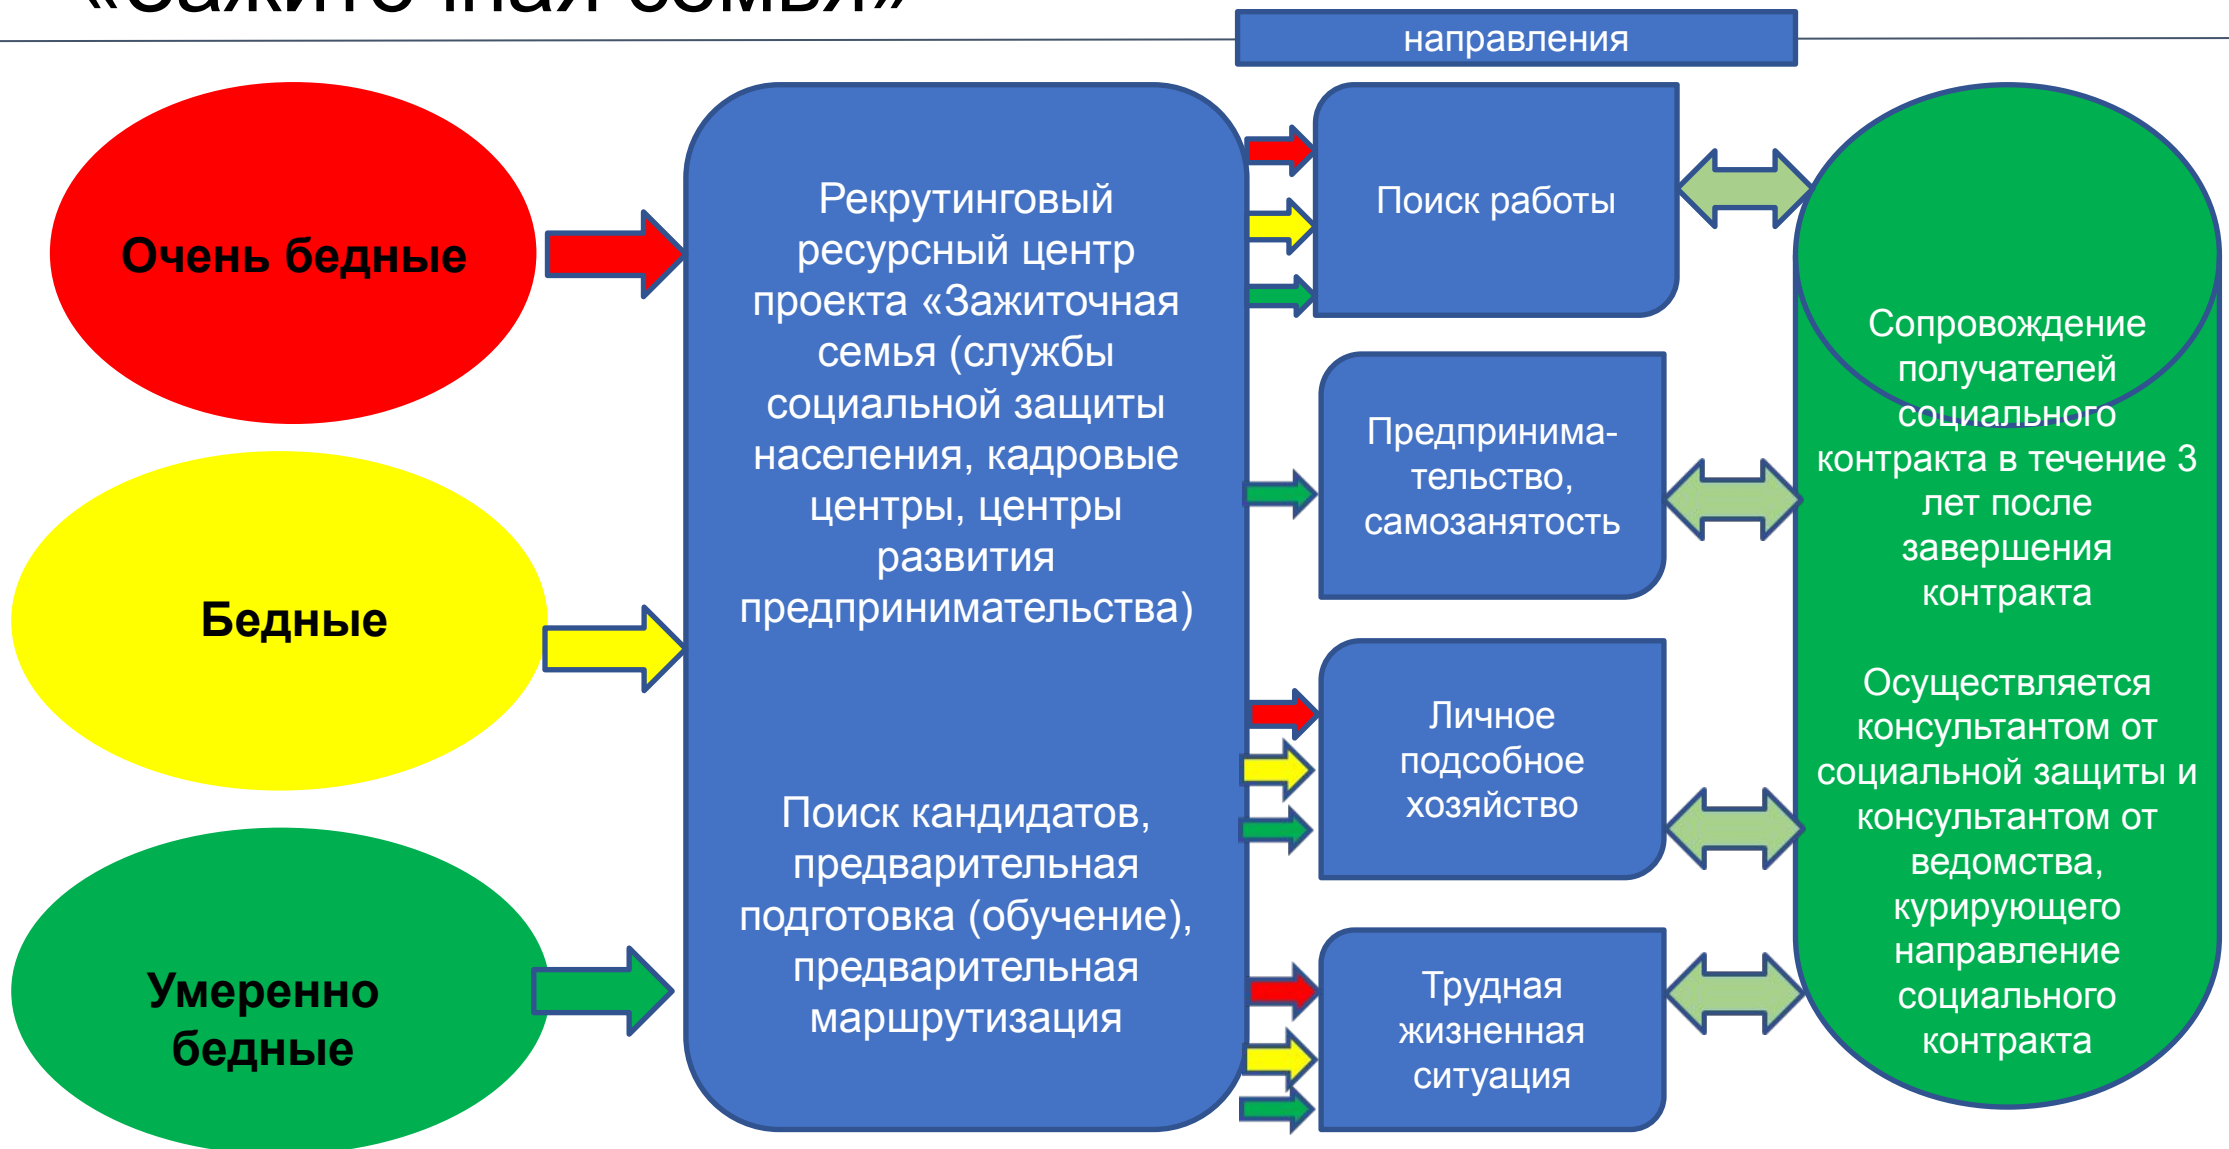 «Зажиточная семья»
направления
Очень бедные
Бедные
Умеренно
бедные
Рекрутинговый
ресурсный центр
проекта «Зажиточная
семья (службы
социальной защиты
населения, кадровые
центры, центры
развития
предпринимательства)
Поиск кандидатов,
предварительная
подготовка (обучение),
предварительная
маршрутизация
Поиск работы
Предпринима-
тельство,
самозанятость
Личное
подсобное
хозяйство
Трудная
жизненная
ситуация
Сопровождение
получателей
социального
контракта в течение 3
лет после
завершения
контракта
Осуществляется
консультантом от
социальной защиты и
консультантом от
ведомства,
курирующего
направление
социального
контракта